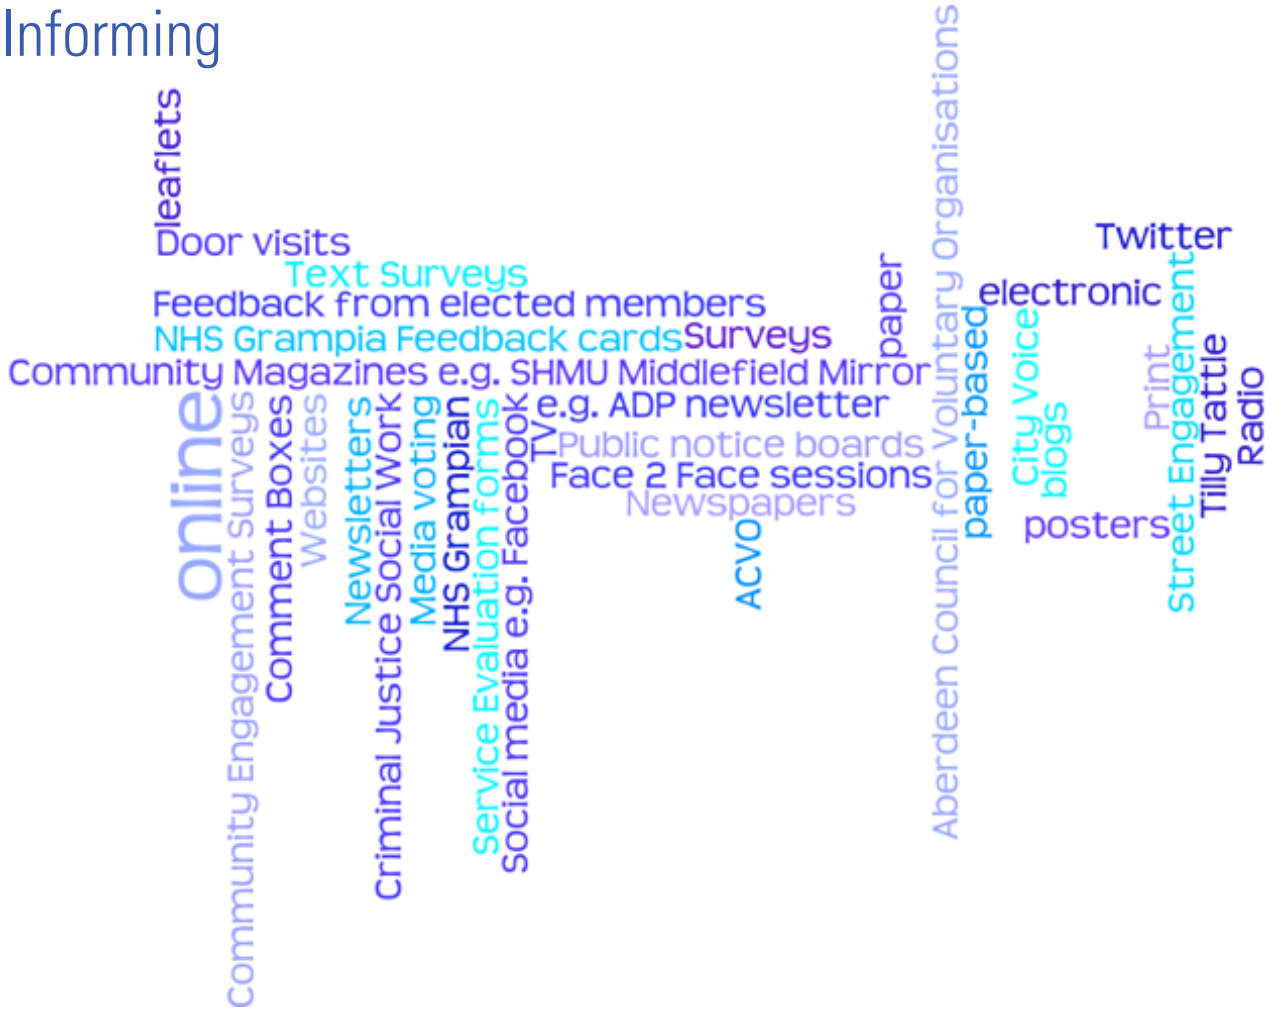 Informing
leaflets
Door visits
Text Surveys
Feedback from elected members
NHS Grampia Feedback cards
Surveys
Community Magazines e.g. SHMU Middlefield Mirror
online
Community Engagement Surveys
Comment Boxes
Websites
Newsletters
Criminal Justice Social Work
Media voting
NHS Grampian
Service Evaluation forms
Social media e.g. Facebook
TV
e.g. ADP newsletter
Public notice boards
Face 2 Face sessions
Newspapers
ACVO
paper
Aberdeen Council for Voluntary Organisations
paper-based
electronic
City Voice
blogs
posters
Twitter
Print
Street Engagement
Tilly Tattle
Radio